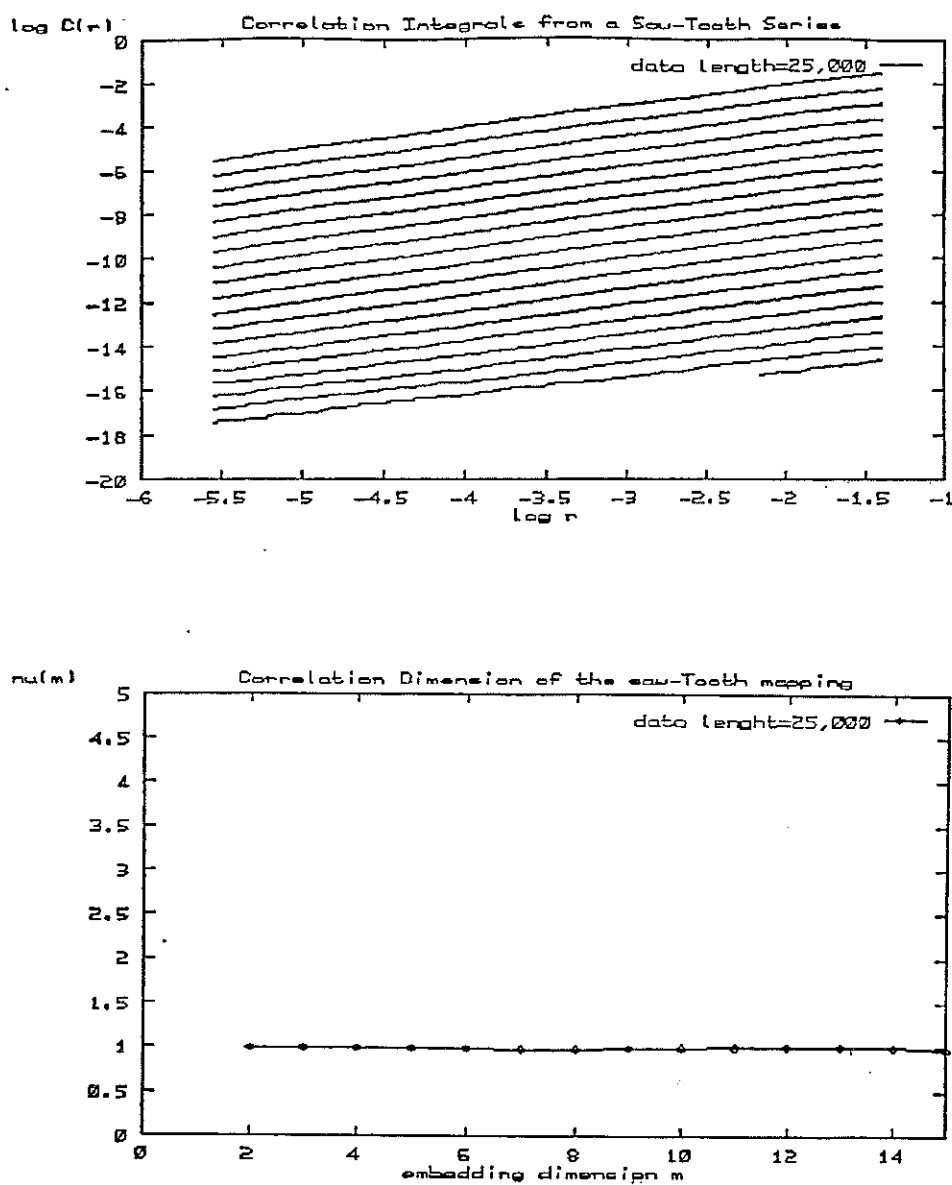 log C(r) Correlation Integrals from a Saw-Tooth Series
0
data length=25,000
-2
-4
-6
-8
-10
-12
-14
-16
-18
-20
-6 -5.5 -5 -4.5 -4 -3.5 -3 -2.5 -2 -1.5 -1
log r
nu(m) Correlation Dimension of the saw-Tooth mapping
5
data lenght=25,000
4.5
4
3.5
3
2.5
2
1.5
1
0.5
0
0 2 4 6 8 10 12 14
embedding dimension m